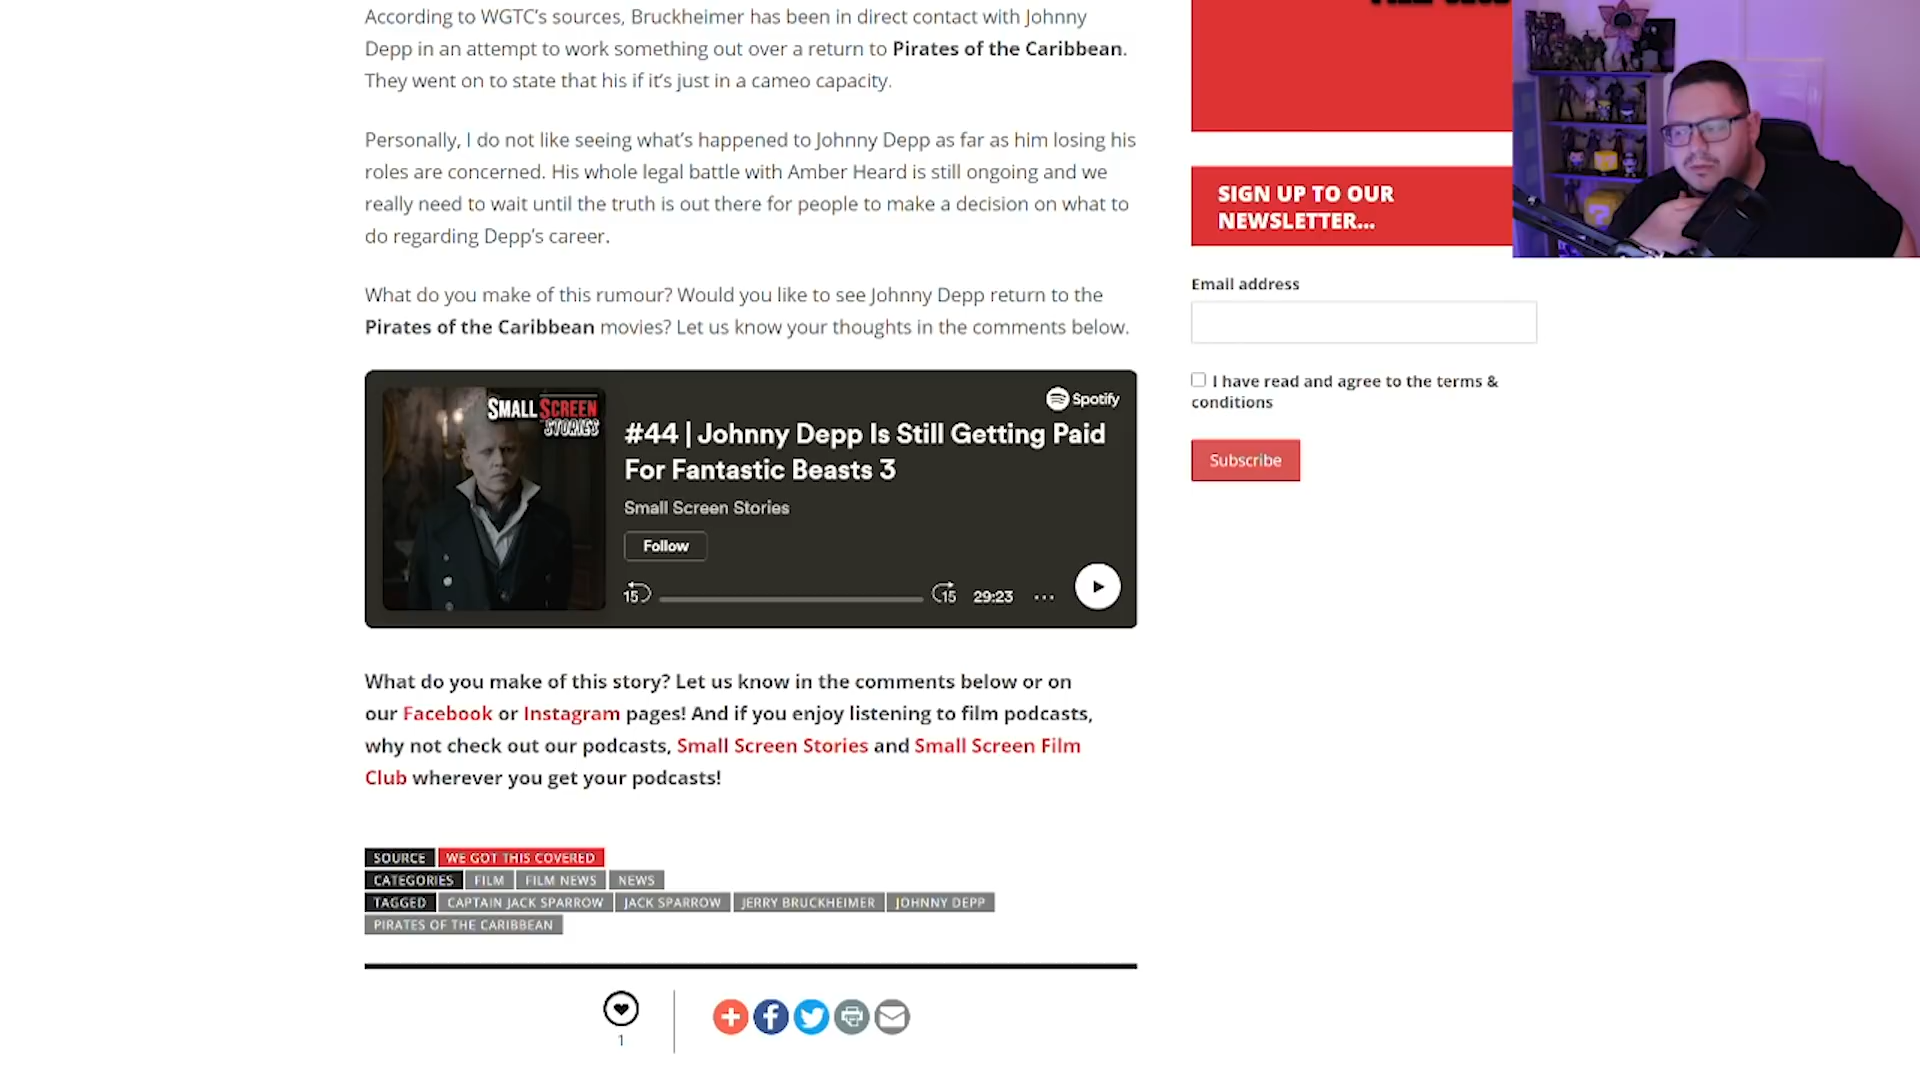 According to WGTC's sources, Bruckheimer has been in direct contact with Johnny
Depp in an attempt to work something out over a return to Pirates of the Caribbean.
They went on to state that his if it's just in a cameo capacity.
Personally, I do not like seeing what's happened to Johnny Depp as far as him losing his
roles are concerned. His whole legal battle with Amber Heard is still ongoing and we
really need to wait until the truth is out there for people to make a decision on what to
do regarding Depp's career.
What do you make of this rumour? Would you like to see Johnny Depp return to the
Pirates of the Caribbean movies? Let us know your thoughts in the comments below.
SMALL SCREEN
STORIES
Spotify
#44 | Johnny Depp Is Still Getting Paid
For Fantastic Beasts 3
Small Screen Stories
Follow
15
15
29:23
What do you make of this story? Let us know in the comments below or on
our Facebook or Instagram pages! And if you enjoy listening to film podcasts,
why not check out our podcasts, Small Screen Stories and Small Screen Film
Club wherever you get your podcasts!
SOURCE WE GOT THIS COVERED
CATEGORIES FILM FILM NEWS NEWS
TAGGED CAPTAIN JACK SPARROW JACK SPARROW JERRY BRUCKHEIMER JOHNNY DEPP
PIRATES OF THE CARIBBEAN
1
SIGN UP TO OUR
NEWSLETTER...
Email address
I have read and agree to the terms &
conditions
Subscribe